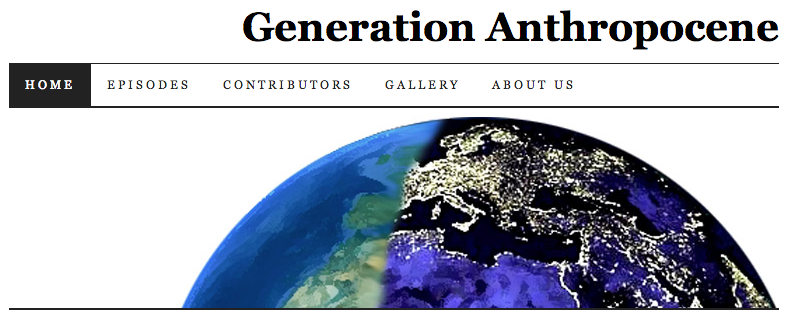 Generation Anthropocene
HOME EPISODES CONTRIBUTORS GALLERY ABOUT US